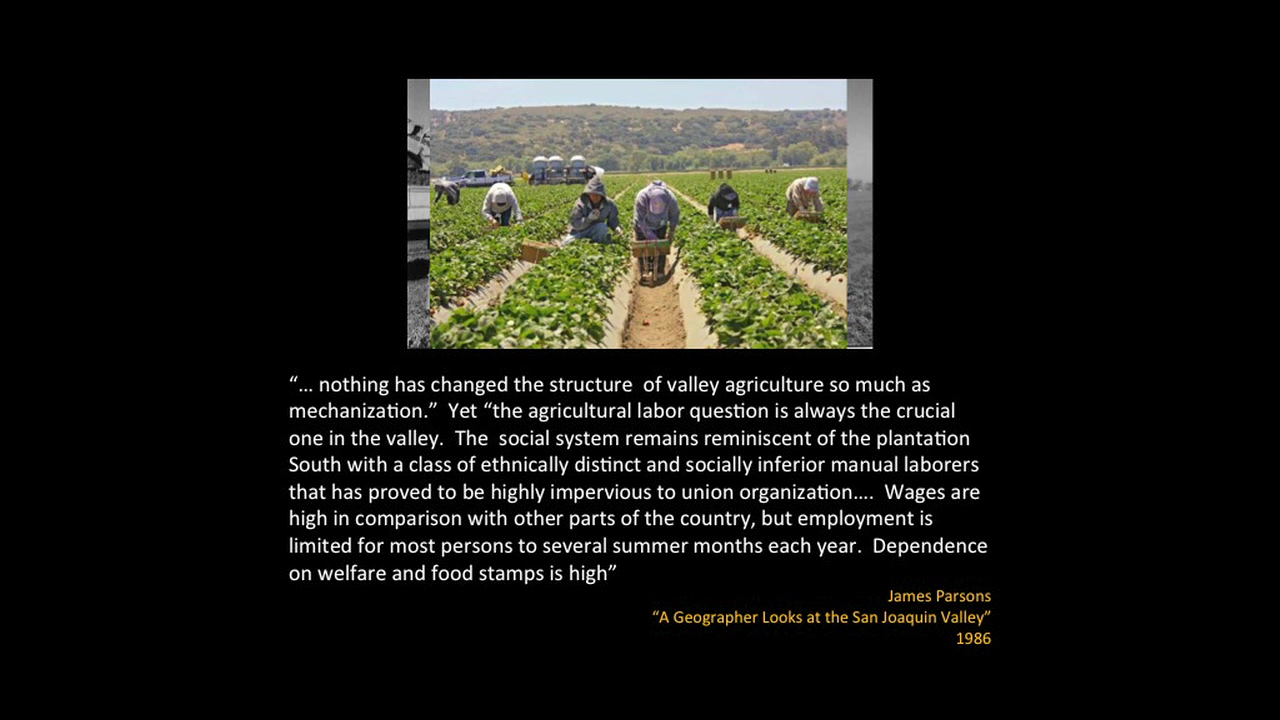 “… nothing has changed the structure  of valley agriculture so much as
mechanization.”  Yet “the agricultural labor question is always the crucial
one in the valley.  The  social system remains reminiscent of the plantation
South with a class of ethnically distinct and socially inferior manual laborers
that has proved to be highly impervious to union organization….  Wages are
high in comparison with other parts of the country, but employment is
limited for most persons to several summer months each year.  Dependence
on welfare and food stamps is high”
James Parsons
“A Geographer Looks at the San Joaquin Valley”
1986